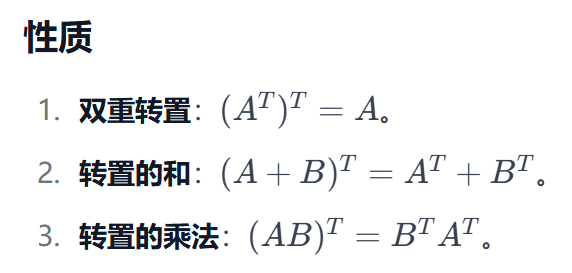 性质
1. 双重转置：$(A^T)^T = A$。
2. 转置的和：$(A + B)^T = A^T + B^T$。
3. 转置的乘法：$(AB)^T = B^T A^T$。